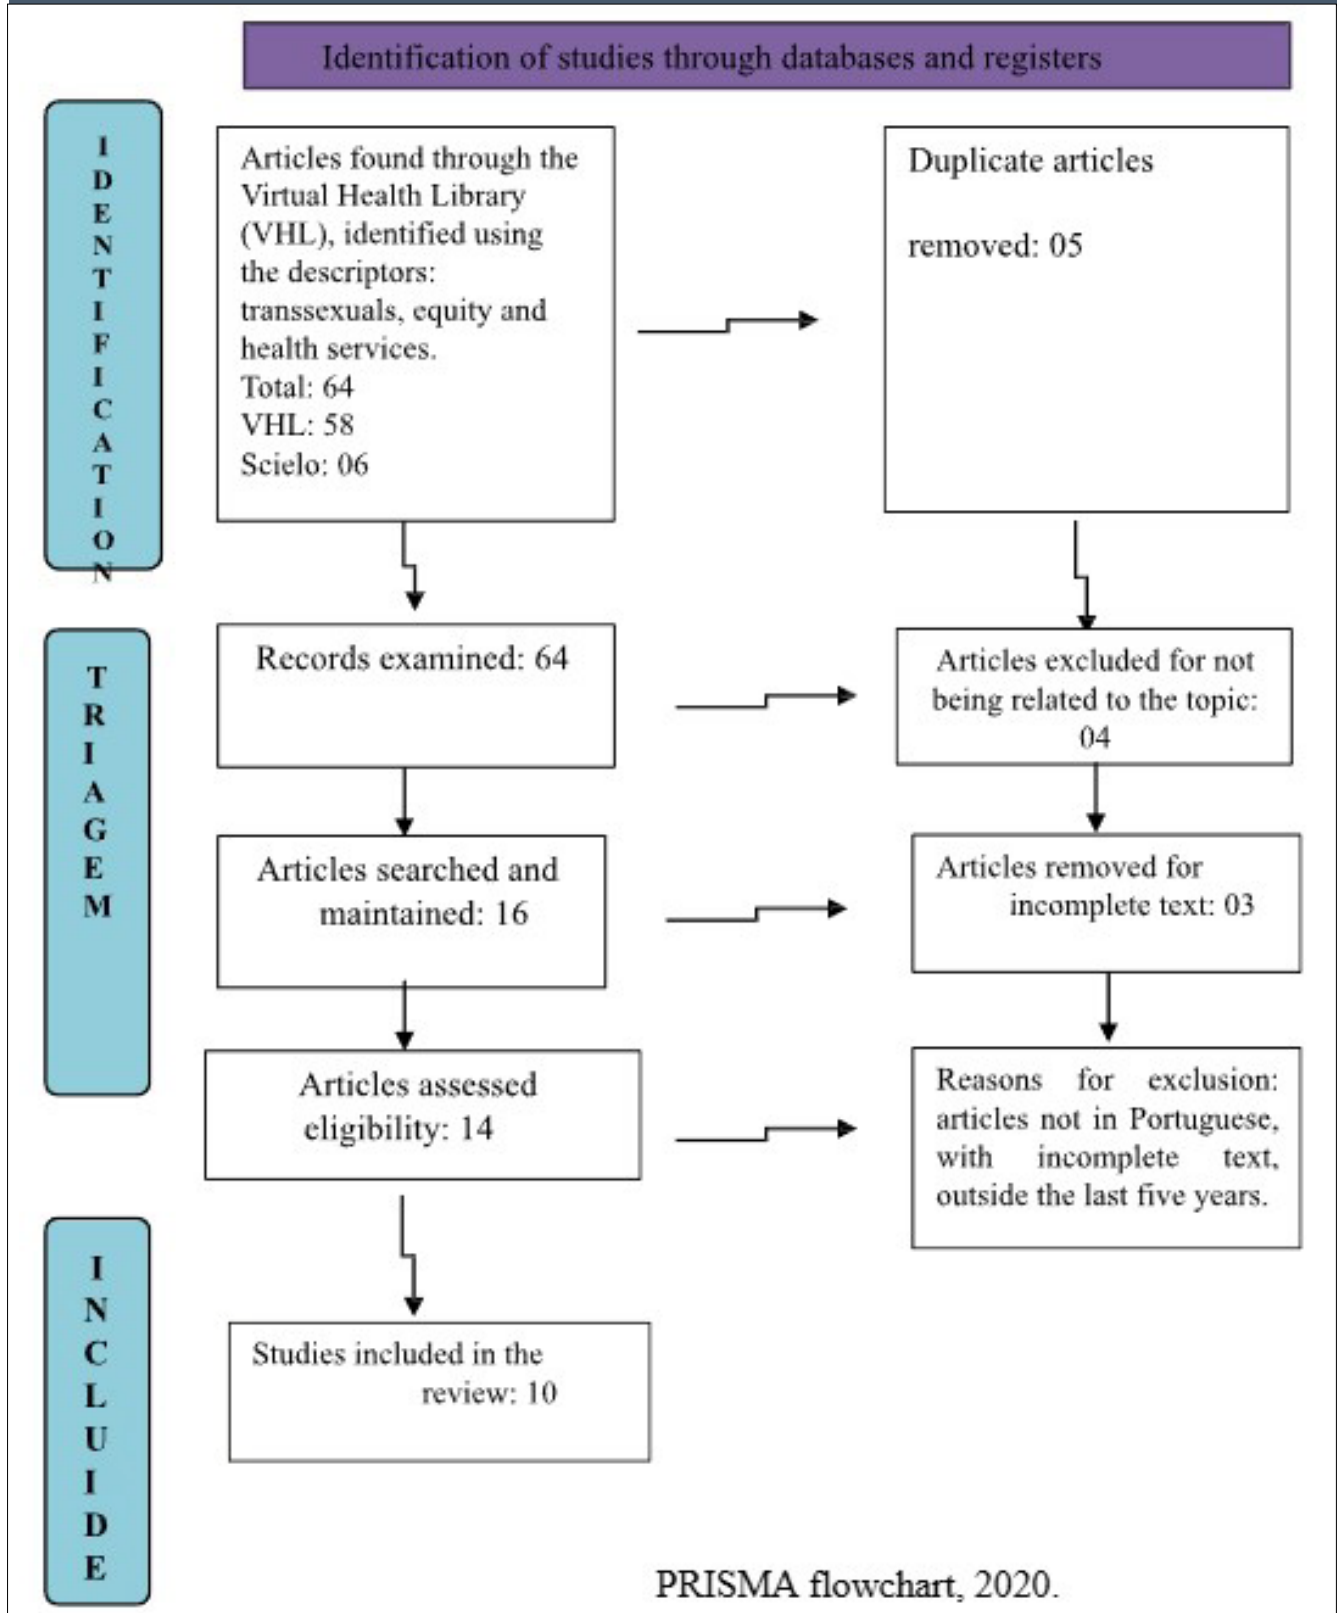 Identification of studies through databases and registers
IDENTIFICATION
Articles found through the
Virtual Health Library
(VHL), identified using
the descriptors:
transsexuals, equity and
health services.
Total: 64
VHL: 58
Scielo: 06
Duplicate articles
removed: 05
TRIAGEM
Records examined: 64
Articles excluded for not
being related to the topic:
04
Articles searched and
maintained: 16
Articles removed for
incomplete text: 03
Articles assessed
eligibility: 14
Reasons for exclusion:
articles not in Portuguese,
with incomplete text,
outside the last five years.
INCLUIDE
Studies included in the
review: 10
PRISMA flowchart, 2020.